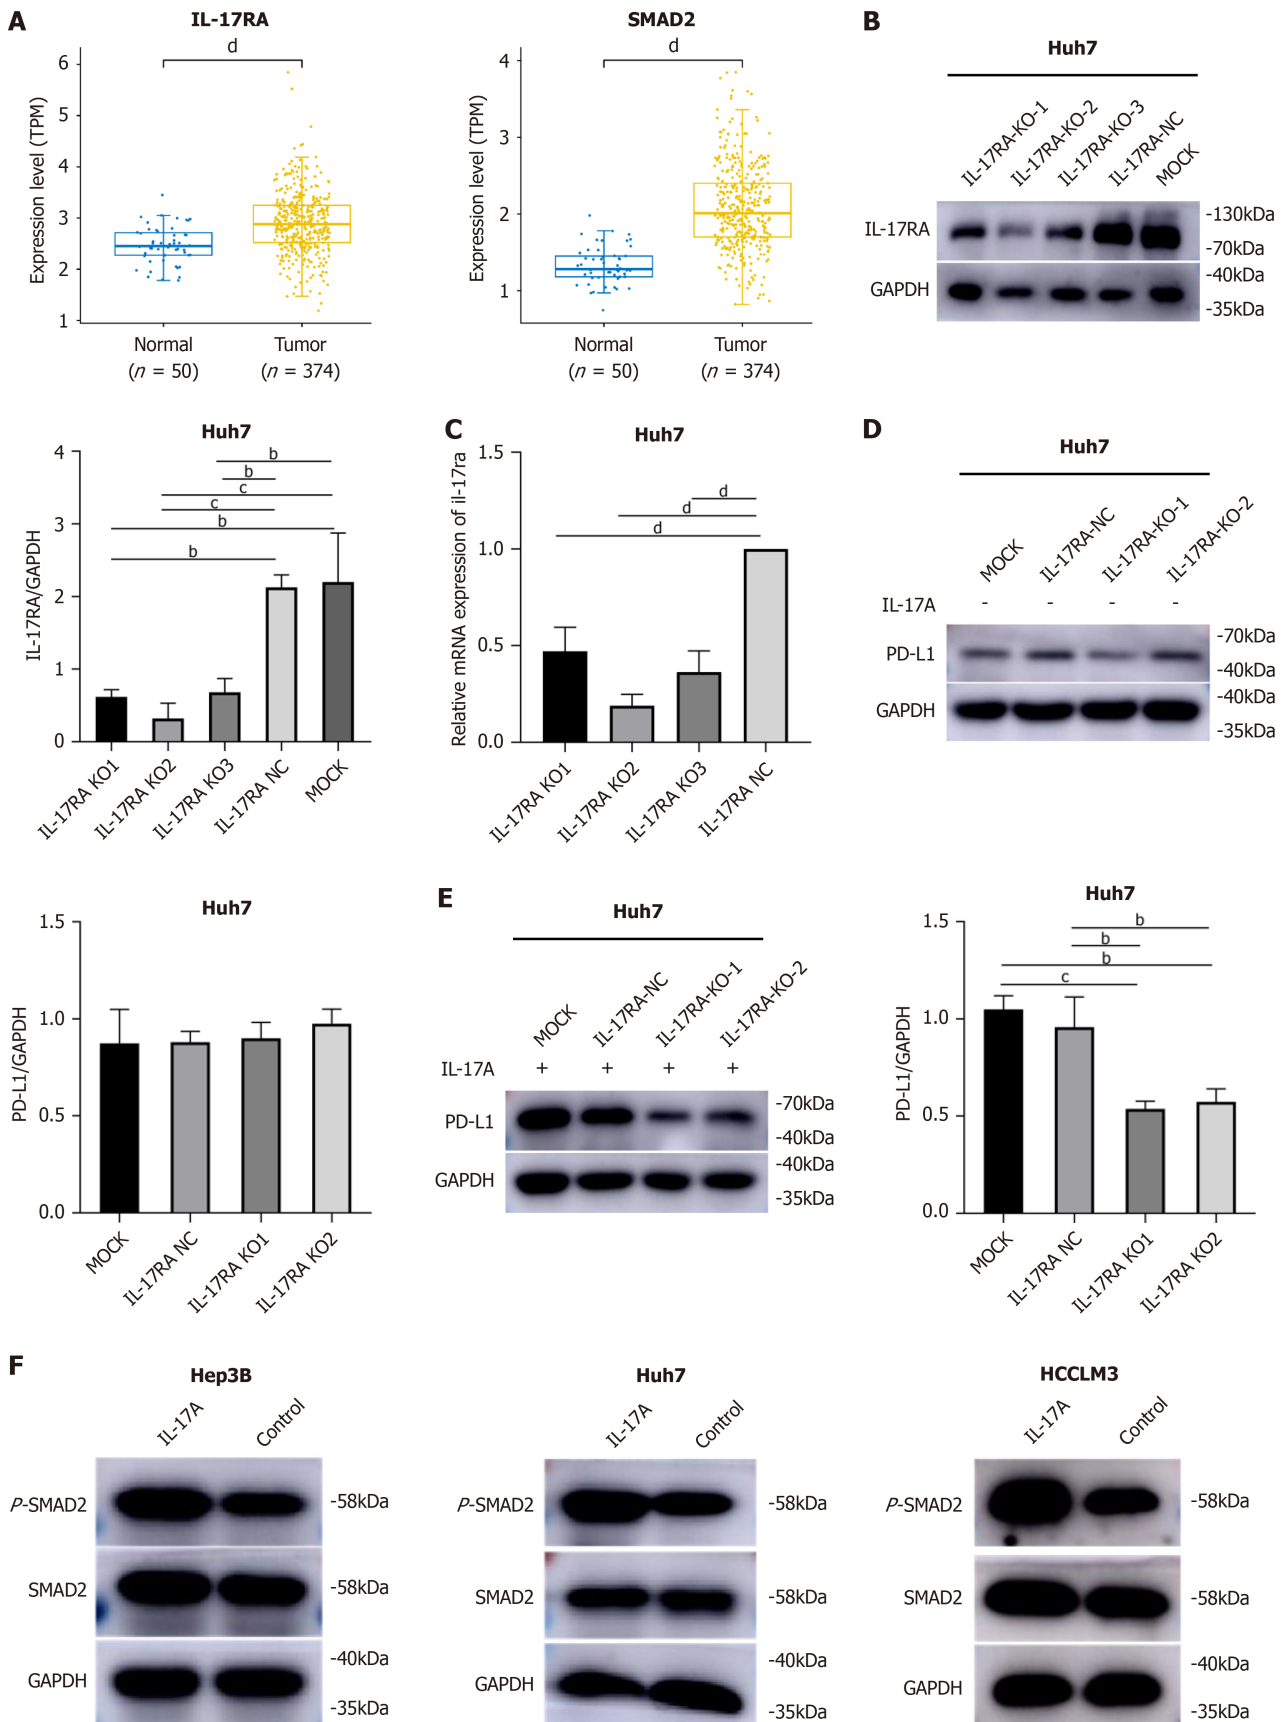 A
IL-17RA
d
Expression level (TPM)
6
5
4
3
2
1
Normal
(n = 50)
Tumor
(n = 374)
SMAD2
d
Expression level (TPM)
4
3
2
1
Normal
(n = 50)
Tumor
(n = 374)
B
Huh7
IL-17RA-KO-1
IL-17RA-KO-2
IL-17RA-KO-3
IL-17RA-NC
MOCK
IL-17RA
-130kDa
-70kDa
GAPDH
-40kDa
-35kDa
Huh7
IL-17RA/GAPDH
4
3
2
1
0
b
b
c
c
b
b
IL-17RA KO1
IL-17RA KO2
IL-17RA KO3
IL-17RA NC
MOCK
C
Huh7
Relative mRNA expression of il-17ra
1.5
1.0
0.5
0.0
d
d
d
IL-17RA KO1
IL-17RA KO2
IL-17RA KO3
IL-17RA NC
D
Huh7
MOCK
IL-17RA-NC
IL-17RA-KO-1
IL-17RA-KO-2
IL-17A - - - -
PD-L1
-70kDa
-40kDa
GAPDH
-40kDa
-35kDa
Huh7
PD-L1/GAPDH
1.5
1.0
0.5
0.0
MOCK
IL-17RA NC
IL-17RA KO1
IL-17RA KO2
E
Huh7
MOCK
IL-17RA-NC
IL-17RA-KO-1
IL-17RA-KO-2
IL-17A + + + +
PD-L1
-70kDa
-40kDa
GAPDH
-40kDa
-35kDa
Huh7
PD-L1/GAPDH
1.5
1.0
0.5
0.0
b
b
b
c
MOCK
IL-17RA NC
IL-17RA KO1
IL-17RA KO2
F
Hep3B
IL-17A
Control
P-SMAD2
-58kDa
SMAD2
-58kDa
GAPDH
-40kDa
-35kDa
Huh7
IL-17A
Control
P-SMAD2
-58kDa
SMAD2
-58kDa
GAPDH
-40kDa
-35kDa
HCCLM3
IL-17A
Control
P-SMAD2
-58kDa
SMAD2
-58kDa
GAPDH
-40kDa
-35kDa